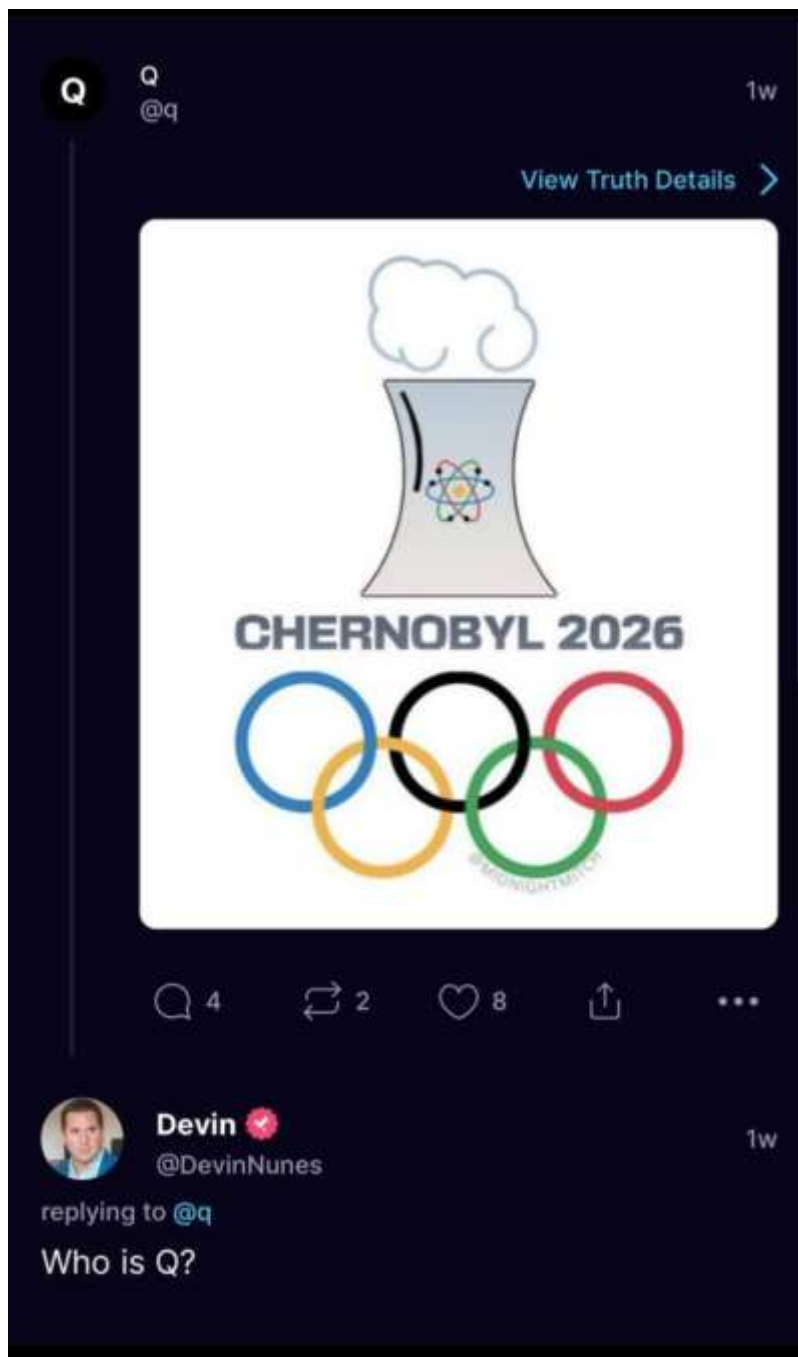 Q
Q
@q
1w
View Truth Details
CHERNOBYL 2026
@MIDNIGHTMITCH
4
2
8
Devin
@DevinNunes
1w
replying to @q
Who is Q?